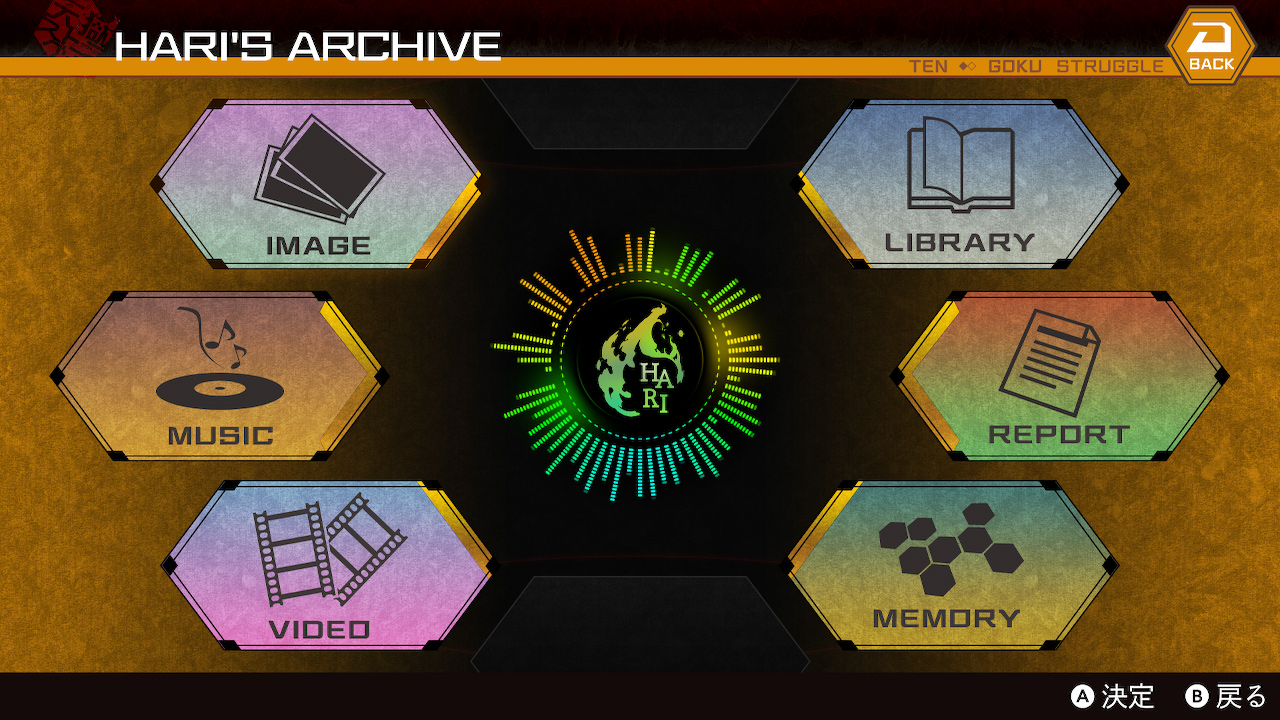 HARI'S ARCHIVE
TEN GOKU STRUGGLE
BACK
IMAGE
LIBRARY
MUSIC
HARI
REPORT
VIDEO
MEMORY
A 決定 B 戻る